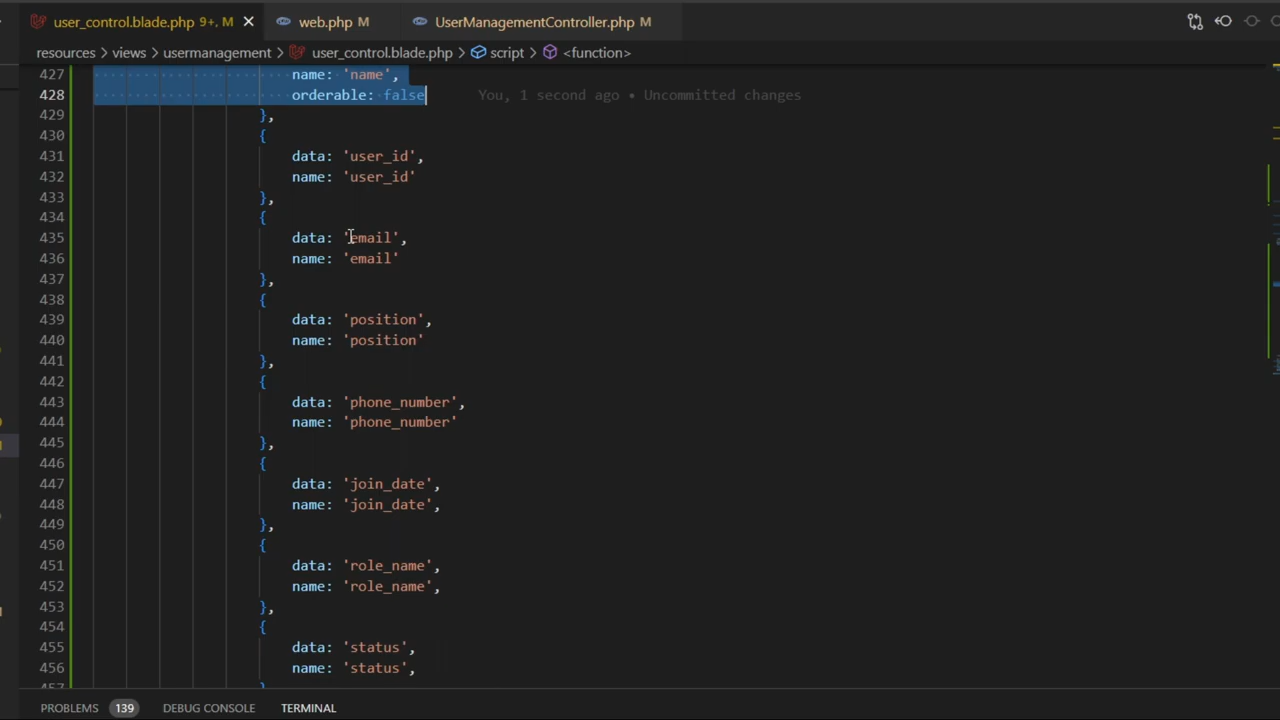 user_control.blade.php 9+, M
web.php M
UserManagementController.php M
resources > views > usermanagement > user_control.blade.php > script > <function>
427 name: 'name',
428 orderable: false You, 1 second ago • Uncommitted changes
429 },
430 {
431 data: 'user_id',
432 name: 'user_id'
433 },
434 {
435 data: 'email',
436 name: 'email'
437 },
438 {
439 data: 'position',
440 name: 'position'
441 },
442 {
443 data: 'phone_number',
444 name: 'phone_number'
445 },
446 {
447 data: 'join_date',
448 name: 'join_date',
449 },
450 {
451 data: 'role_name',
452 name: 'role_name',
453 },
454 {
455 data: 'status',
456 name: 'status',
457 }
PROBLEMS 139 DEBUG CONSOLE TERMINAL